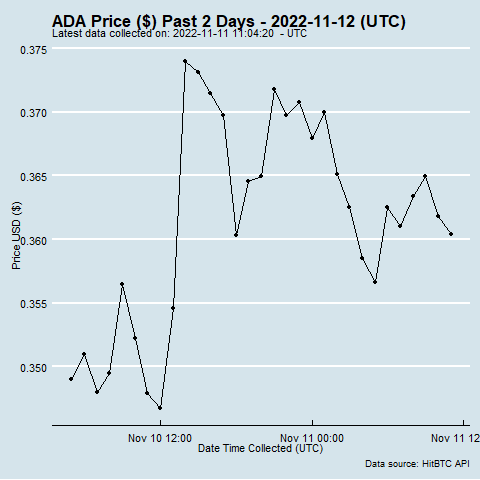 ADA Price ($) Past 2 Days - 2022-11-12 (UTC)
Latest data collected on: 2022-11-11 11:04:20  - UTC
0.375
0.370
0.365
0.360
0.355
0.350
Price USD ($)
Nov 10 12:00
Nov 11 00:00
Nov 11 12
Date Time Collected (UTC)
Data source: HitBTC API